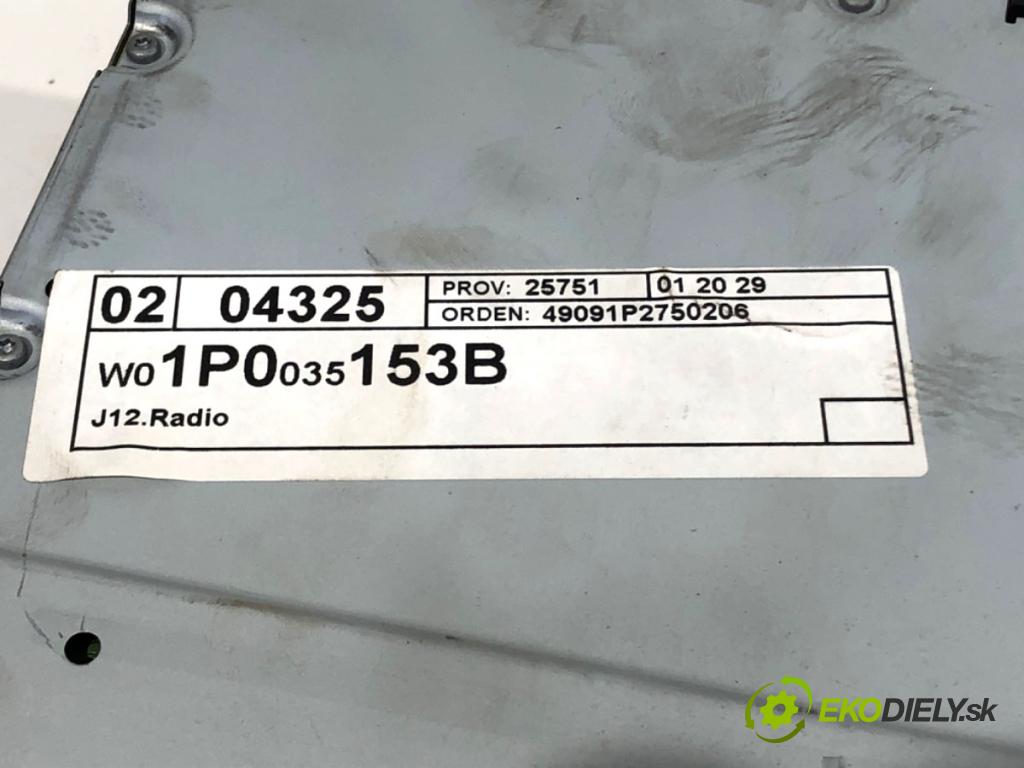 02 04325 PROV: 25751 01 20 29
ORDEN: 49091P2750206
W01P0035153B
J12.Radio
EKODIELY.sk